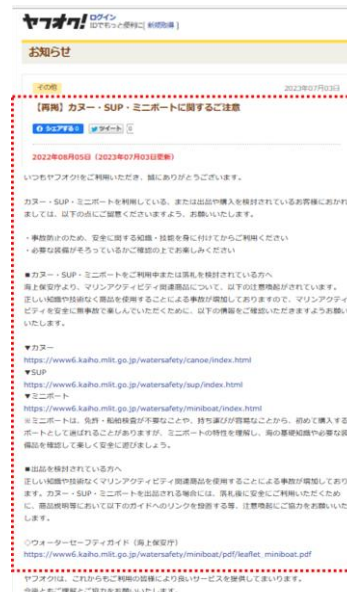 ヤフオク! ログイン
IDでもっと便利に[ 新規取得 ]
お知らせ
その他 2023年07月03日
【再掲】カヌー・SUP・ミニボートに関するご注意
シェアする 0 ツイート
2022年08月05日（2023年07月03日更新）
いつもヤフオク!をご利用いただき、誠にありがとうございます。
カヌー・SUP・ミニボートを利用している、または出品や購入を検討されているお客様におかれ
ましては、以下の点にご留意くださいますよう、お願いいたします。
・事故防止のため、安全に関する知識・技能を身に付けてからご利用ください
・必要な装備がそろっているかご確認の上でお楽しみください
■カヌー・SUP・ミニボートをご利用中または落札を検討されている方へ
海上保安庁より、マリンアクティビティ関連商品について、以下の注意喚起がされています。
正しい知識や技術なく商品を使用することによる事故が増加しておりますので、マリンアクティ
ビティを安全に無事故で楽しんでいただくために、以下の情報をご確認いただきますようお願い
いたします。
▼カヌー
https://www6.kaiho.mlit.go.jp/watersafety/canoe/index.html
▼SUP
https://www6.kaiho.mlit.go.jp/watersafety/sup/index.html
▼ミニボート
https://www6.kaiho.mlit.go.jp/watersafety/miniboat/index.html
※ミニボートは、免許・船舶検査が不要なことや、持ち運びが容易なことから、初めて購入する
ボートとして選ばれることがありますが、ミニボートの特性を理解し、海の基礎知識や必要な装
備品を確認して楽しく安全に遊びましょう。
■出品を検討されている方へ
正しい知識や技術なくマリンアクティビティ関連商品を使用することによる事故が増加しており
ます。カヌー・SUP・ミニボートを出品される場合には、落札後に安全にご利用いただくため
に、商品説明等において以下のガイドへのリンクを設置する等、注意喚起にご協力をお願いいた
します。
◇ウォーターセーフティガイド（海上保安庁）
https://www6.kaiho.mlit.go.jp/watersafety/miniboat/pdf/leaflet_miniboat.pdf
ヤフオク!は、これからもご利用の皆様により良いサービスを提供してまいります。
今後ともご理解とご協力をお願いいたします。